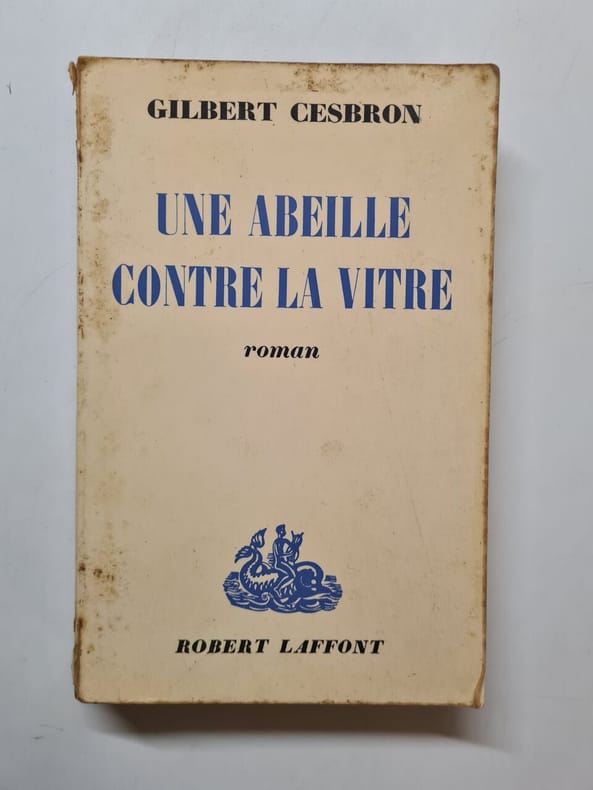 GILBERT CESBRON
UNE ABEILLE
CONTRE LA VITRE
roman
ROBERT LAFFONT